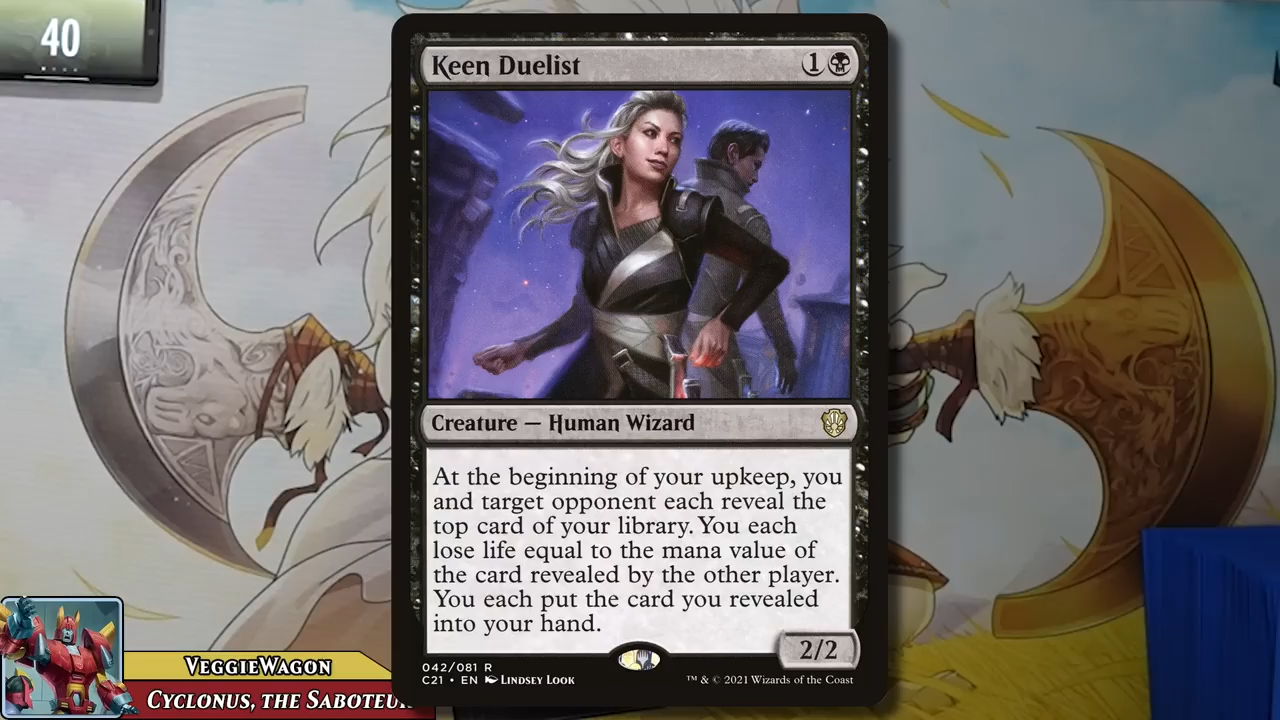 40
Keen Duelist
1
Creature — Human Wizard
At the beginning of your upkeep, you
and target opponent each reveal the
top card of your library. You each
lose life equal to the mana value of
the card revealed by the other player.
You each put the card you revealed
into your hand.
2/2
042/081 R
C21 • EN Lindsey Look
™ & © 2021 Wizards of the Coast
VeggieWagon
Cyclonus, the Saboteur